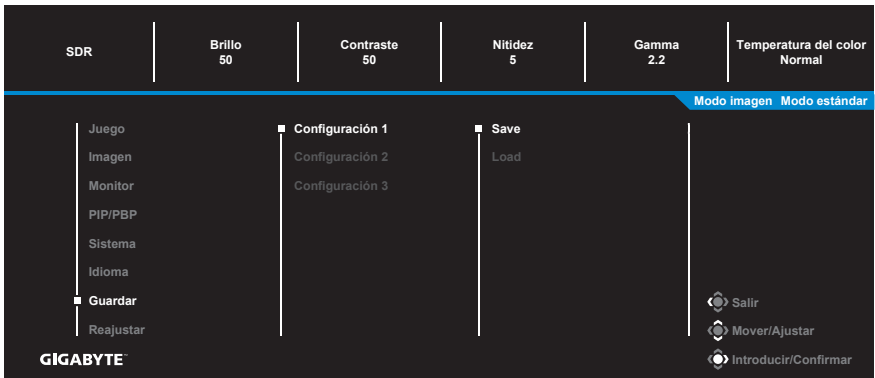 SDR
Brillo
50
Contraste
50
Nitidez
5
Gamma
2.2
Temperatura del color
Normal
Modo imagen Modo estándar
Juego
Imagen
Monitor
PIP/PBP
Sistema
Idioma
Guardar
Reajustar
Configuración 1
Configuración 2
Configuración 3
Save
Load
Salir
Mover/Ajustar
Introducir/Confirmar
GIGABYTE™